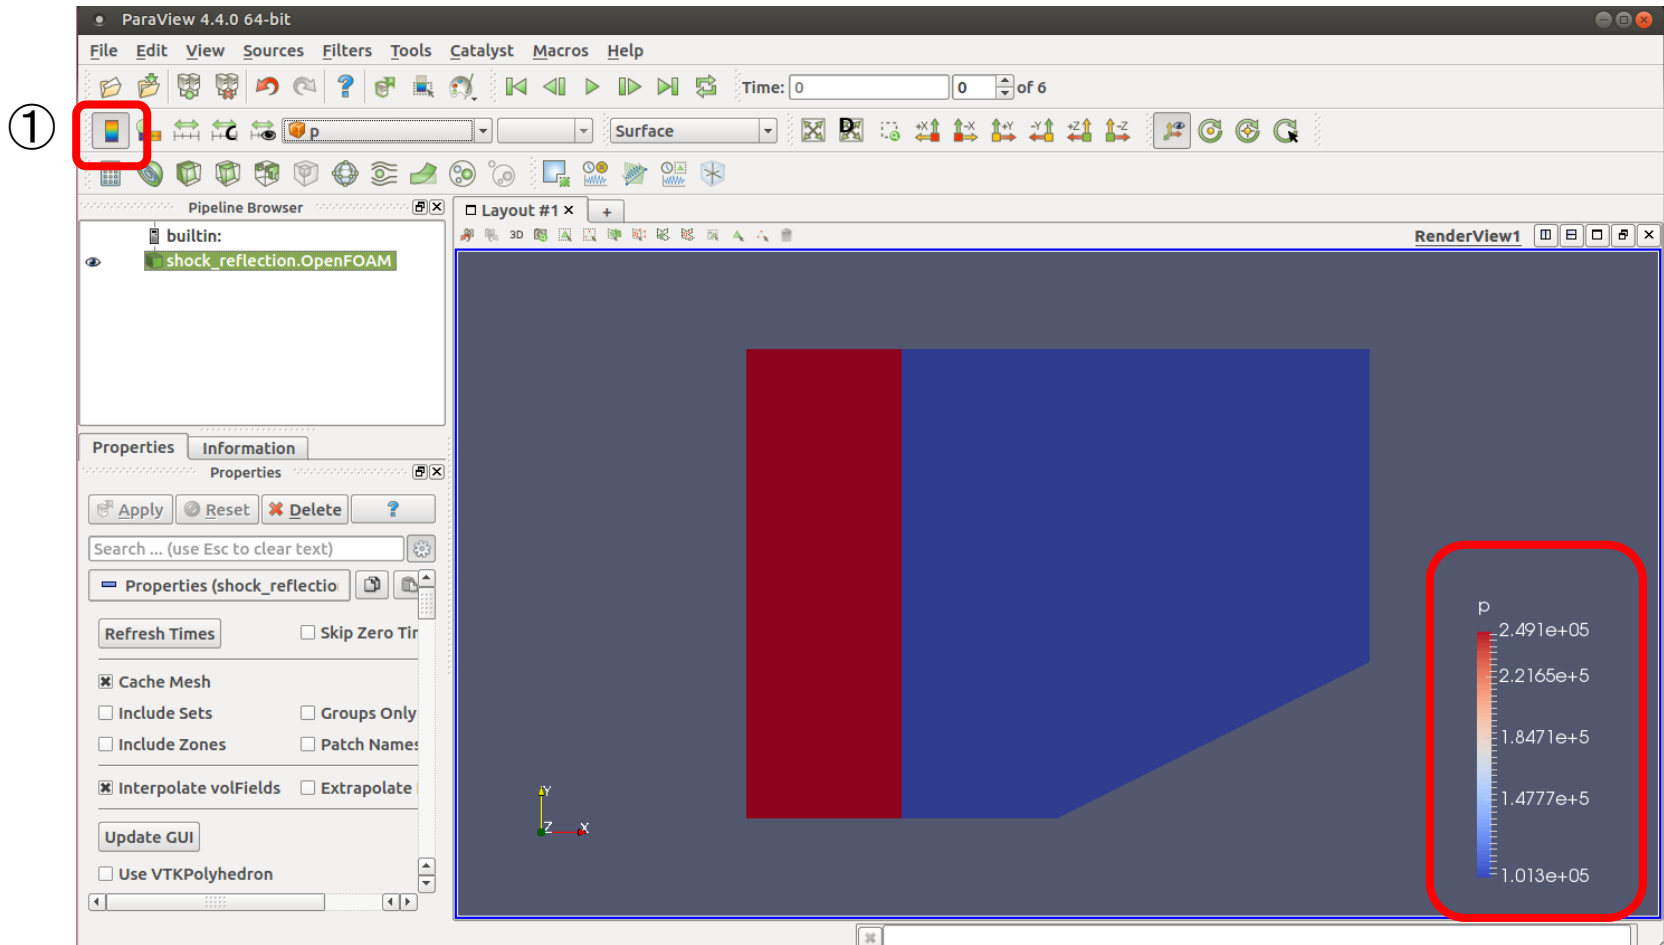 ParaView 4.4.0 64-bit
File Edit View Sources Filters Tools Catalyst Macros Help
Time: 0 0 of 6
①
p Surface
Pipeline Browser
Layout #1
builtin:
3D
RenderView1
shock_reflection.OpenFOAM
Properties Information
Properties
Apply Reset Delete ?
Search ... (use Esc to clear text)
Properties (shock_reflectio
Refresh Times Skip Zero Tir
Cache Mesh
Include Sets Groups Only
Include Zones Patch Names
Interpolate volFields Extrapolate
Update GUI
Use VTKPolyhedron
Y
Z X
p
2.491e+05
2.2165e+5
1.8471e+5
1.4777e+5
1.013e+05